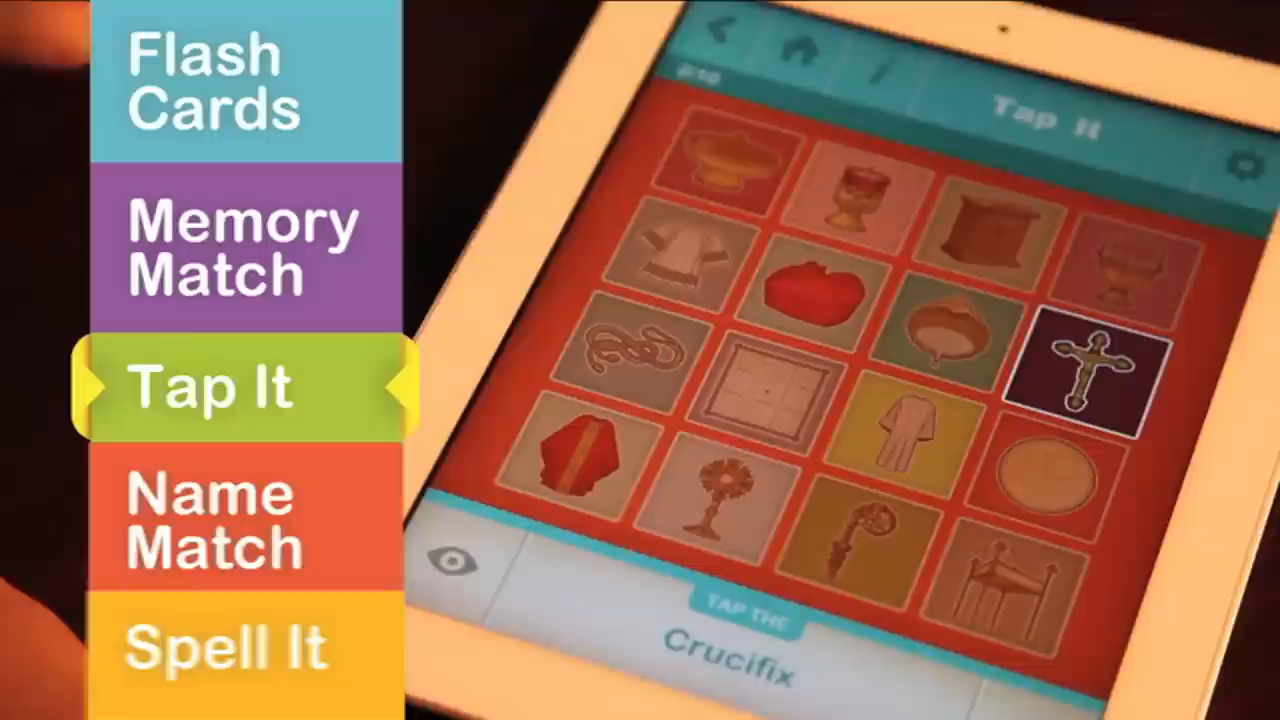 Flash
Cards
Memory
Match
Tap It
Name
Match
Spell It
Tap It
TAP THE
Crucifix